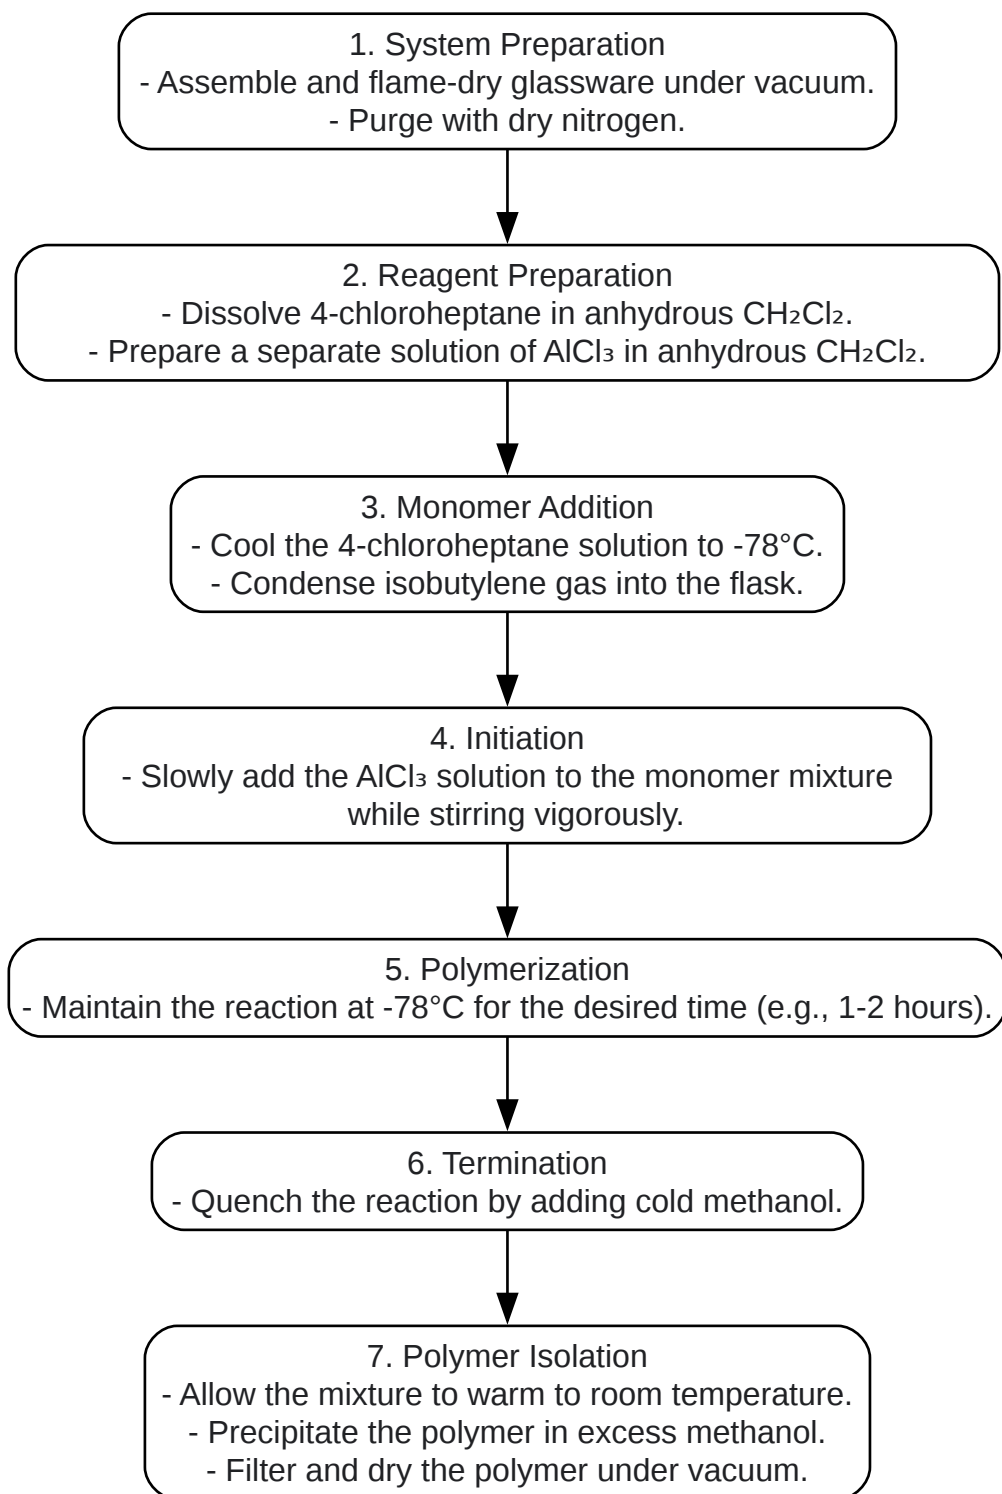 1. System Preparation
- Assemble and flame-dry glassware under vacuum.
- Purge with dry nitrogen.
2. Reagent Preparation
- Dissolve 4-chloroheptane in anhydrous CH₂Cl₂.
- Prepare a separate solution of AlCl₃ in anhydrous CH₂Cl₂.
3. Monomer Addition
- Cool the 4-chloroheptane solution to -78°C.
- Condense isobutylene gas into the flask.
4. Initiation
- Slowly add the AlCl₃ solution to the monomer mixture
while stirring vigorously.
5. Polymerization
- Maintain the reaction at -78°C for the desired time (e.g., 1-2 hours).
6. Termination
- Quench the reaction by adding cold methanol.
7. Polymer Isolation
- Allow the mixture to warm to room temperature.
- Precipitate the polymer in excess methanol.
- Filter and dry the polymer under vacuum.